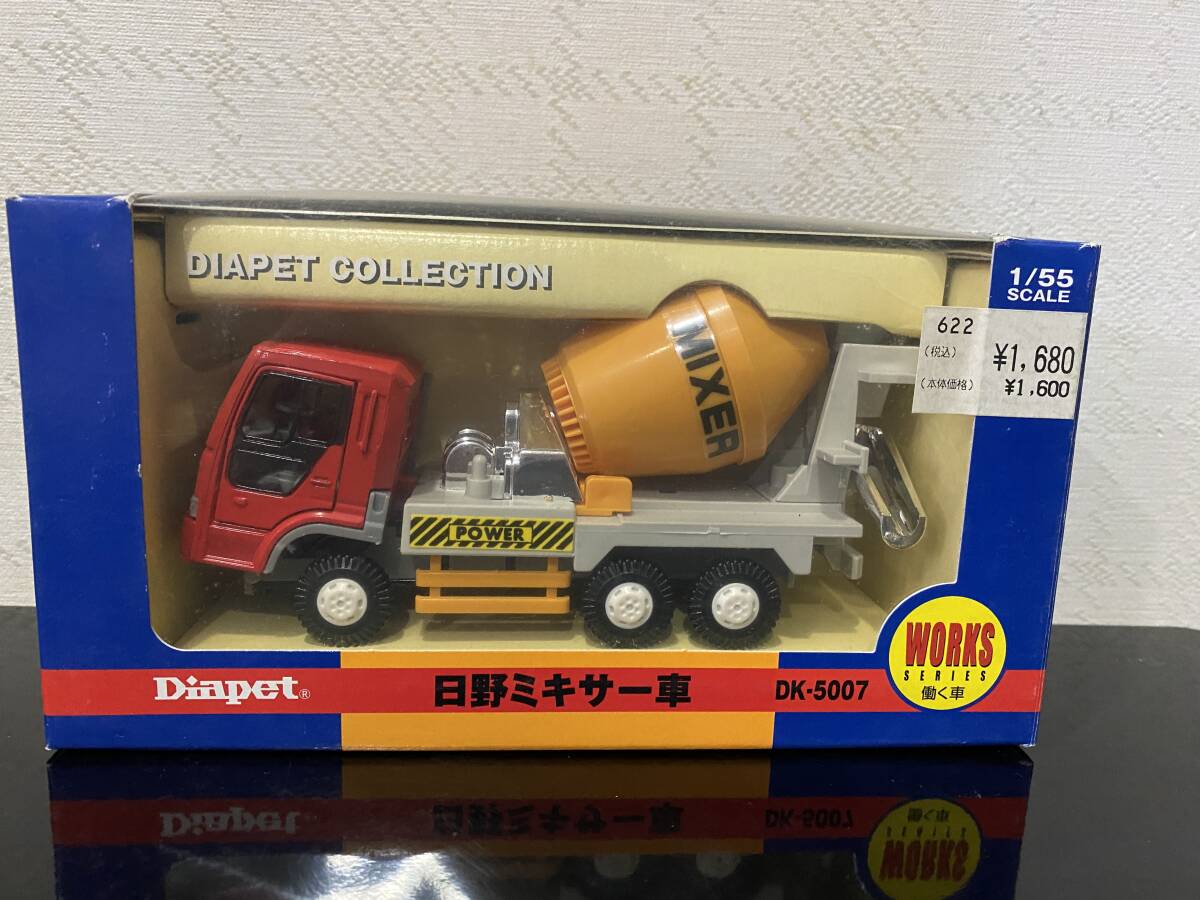 DIAPET COLLECTION
1/55
SCALE
622
(税込) ¥1,680
(本体価格) ¥1,600
MIXER
POWER
WORKS
SERIES
働く車
Diapet®
日野ミキサー車
DK-5007